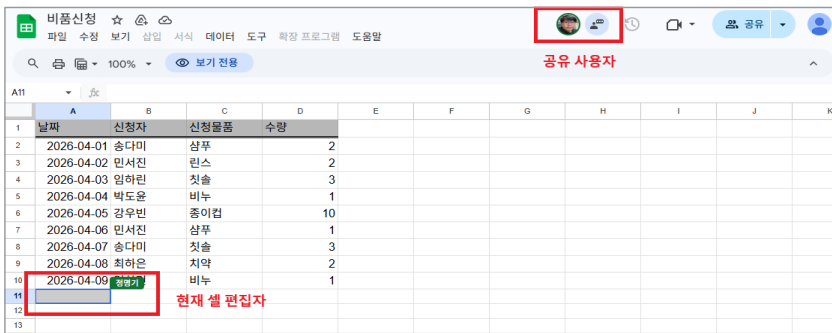 비품신청
파일 수정 보기 삽입 서식 데이터 도구 확장 프로그램 도움말
공유
공유 사용자
100% 보기 전용
A11 fx
A B C D E F G H I J K
1 날짜 신청자 신청물품 수량
2 2026-04-01 송다미 샴푸 2
3 2026-04-02 민서진 린스 2
4 2026-04-03 임하린 칫솔 3
5 2026-04-04 박도윤 비누 1
6 2026-04-05 강우빈 종이컵 10
7 2026-04-06 민서진 샴푸 1
8 2026-04-07 송다미 칫솔 3
9 2026-04-08 최하은 치약 2
10 2026-04-09 정명기 비누 1
11 현재 셀 편집자
12
13